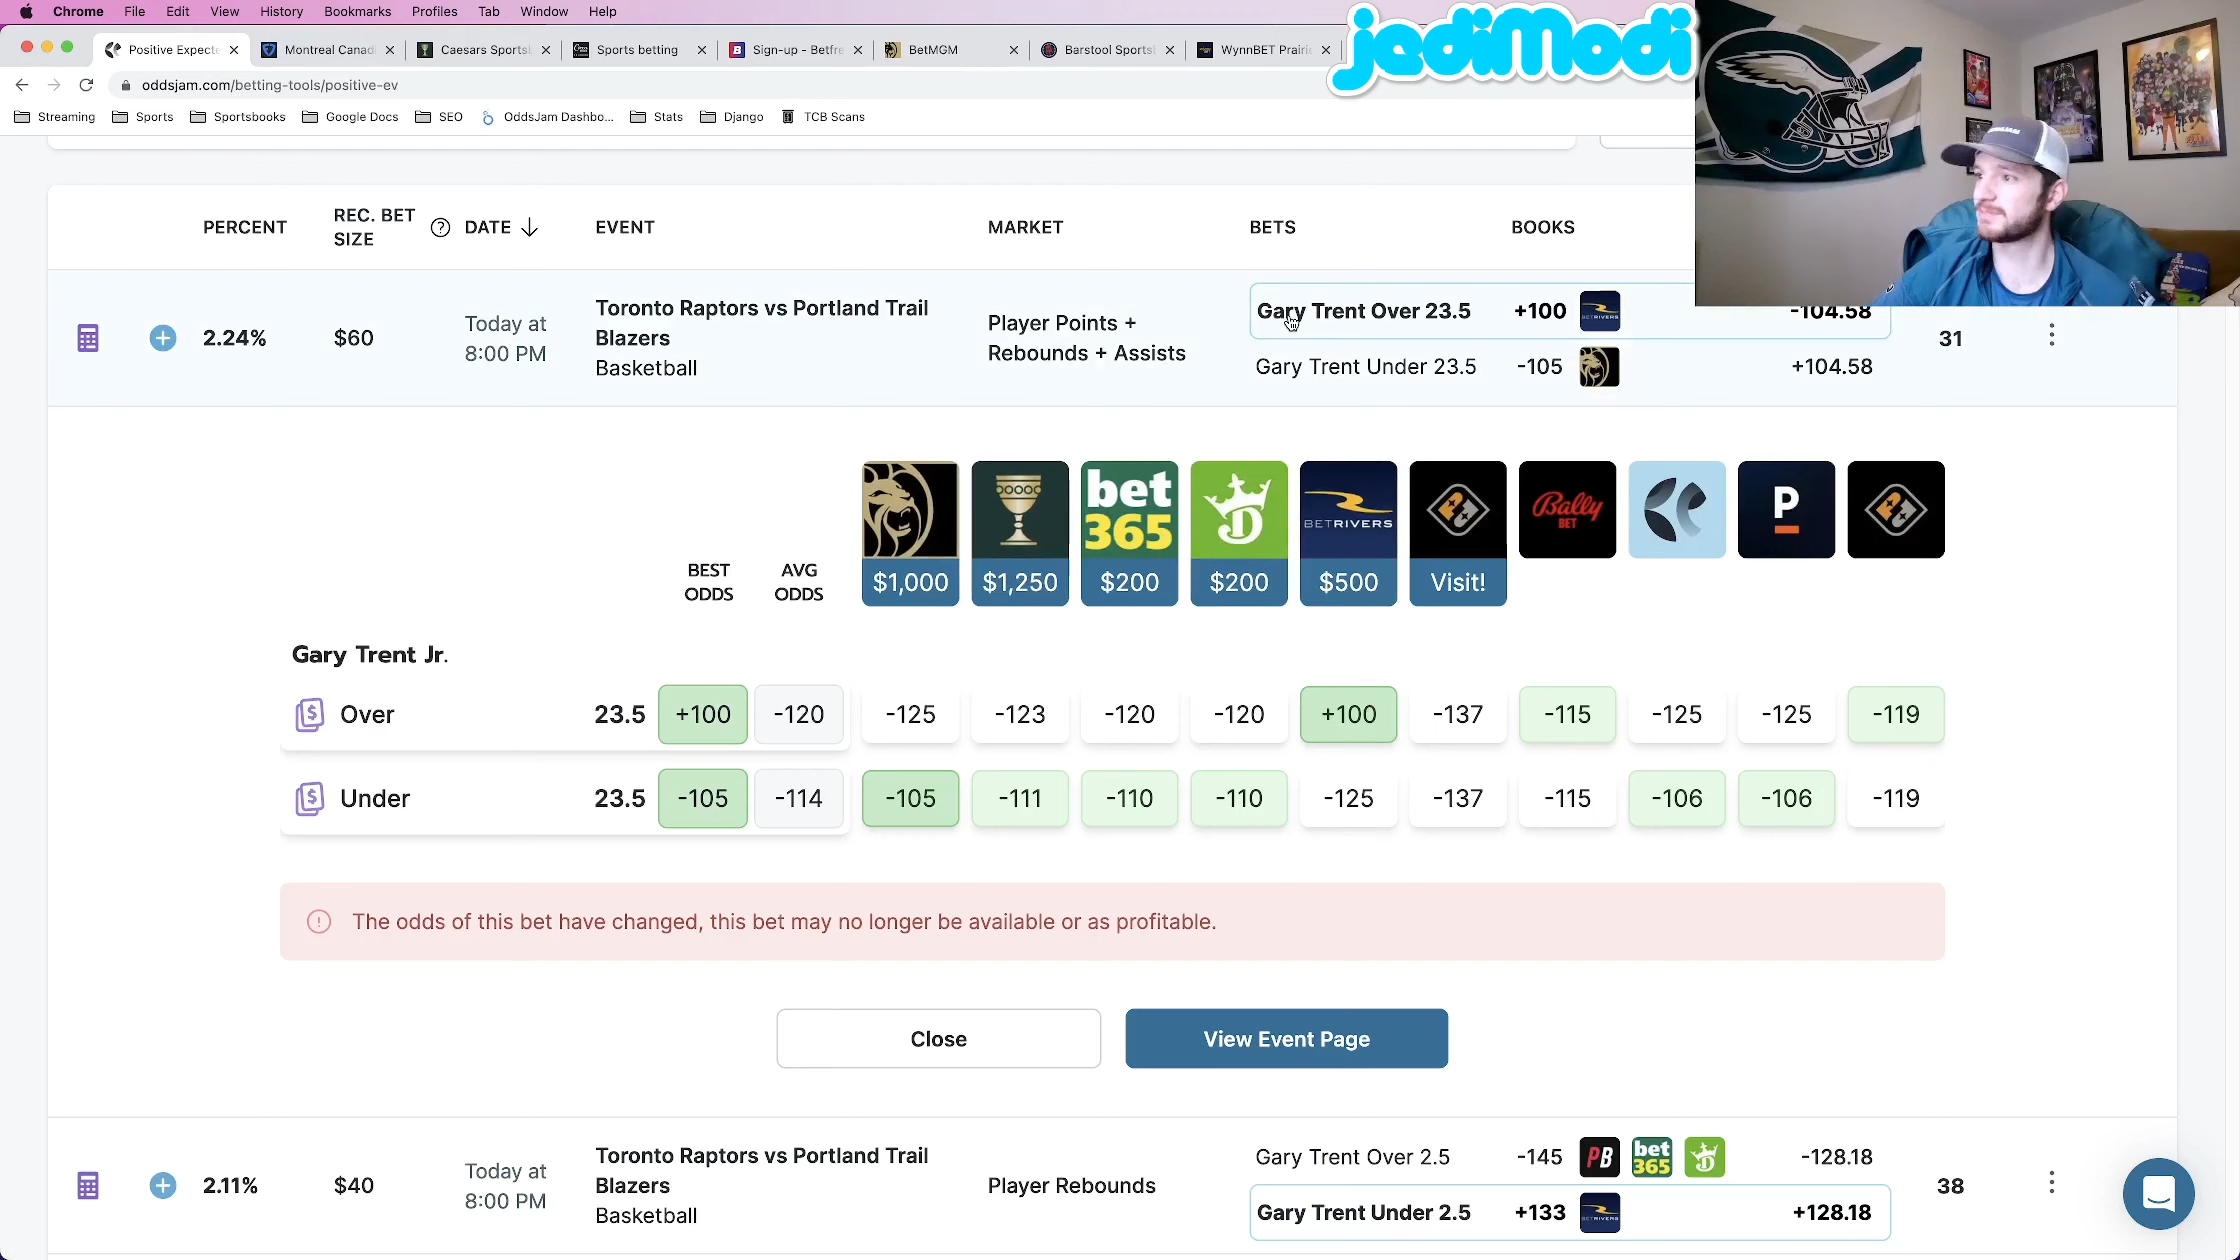 Chrome File Edit View History Bookmarks Profiles Tab Window Help
jediModi
Positive Expecte Montreal Canadi Caesars Sportsb Sports betting Sign-up - Betfre BetMGM Barstool Sportsb WynnBET Prairie
oddsjam.com/betting-tools/positive-ev
Streaming Sports Sportsbooks Google Docs SEO OddsJam Dashbo... Stats Django TCB Scans
PERCENT REC. BET SIZE ? DATE EVENT MARKET BETS BOOKS
2.24% $60 Today at 8:00 PM
Toronto Raptors vs Portland Trail
Blazers
Basketball
Player Points +
Rebounds + Assists
Gary Trent Over 23.5 +100 BETRIVERS -104.58
Gary Trent Under 23.5 -105 +104.58
31
BEST ODDS AVG ODDS
bet365 BETRIVERS Bally BET P
$1,000 $1,250 $200 $200 $500 Visit!
Gary Trent Jr.
Over 23.5 +100 -120 -125 -123 -120 -120 +100 -137 -115 -125 -125 -119
Under 23.5 -105 -114 -105 -111 -110 -110 -125 -137 -115 -106 -106 -119
The odds of this bet have changed, this bet may no longer be available or as profitable.
Close View Event Page
2.11% $40 Today at 8:00 PM
Toronto Raptors vs Portland Trail
Blazers
Basketball
Player Rebounds
Gary Trent Over 2.5 -145 PB bet365 -128.18
Gary Trent Under 2.5 +133 BETRIVERS +128.18
38